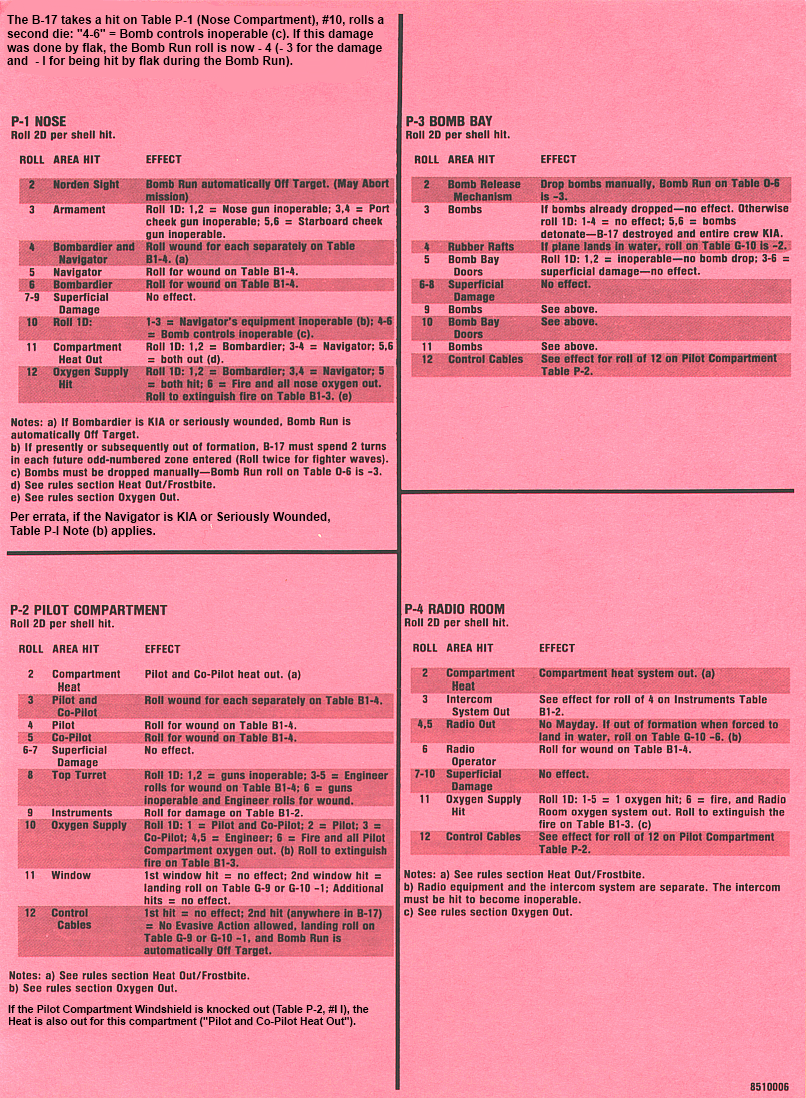 The B-17 takes a hit on Table P-1 (Nose Compartment), #10, rolls a
second die: "4-6" = Bomb controls inoperable (c). If this damage
was done by flak, the Bomb Run roll is now - 4 (- 3 for the damage
and - I for being hit by flak during the Bomb Run).
P-1 NOSE
Roll 2D per shell hit.
ROLL AREA HIT EFFECT
2 Norden Sight Bomb Run automatically Off Target. (May Abort
mission)
3 Armament Roll 1D: 1,2 = Nose gun inoperable; 3,4 = Port
cheek gun inoperable; 5,6 = Starboard cheek
gun inoperable.
4 Bombardier and Roll wound for each separately on Table
Navigator B1-4. (a)
5 Navigator Roll for wound on Table B1-4.
6 Bombardier Roll for wound on Table B1-4.
7-9 Superficial No effect.
Damage
10 Roll 1D: 1-3 = Navigator's equipment inoperable (b); 4-6
= Bomb controls inoperable (c).
11 Compartment Roll 1D: 1,2 = Bombardier; 3-4 = Navigator; 5,6
Heat Out = both out (d).
12 Oxygen Supply Roll 1D: 1,2 = Bombardier, 3,4 = Navigator; 5
Hit = both hit; 6 = Fire and all nose oxygen out.
Roll to extinguish fire on Table B1-3. (e)
Notes: a) If Bombardier is KIA or seriously wounded, Bomb Run is
automatically Off Target.
b) If presently or subsequently out of formation, B-17 must spend 2 turns
in each future odd-numbered zone entered (Roll twice for fighter waves).
c) Bombs must be dropped manually—Bomb Run roll on Table O-6 is -3.
d) See rules section Heat Out/Frostbite.
e) See rules section Oxygen Out.
Per errata, if the Navigator is KIA or Seriously Wounded,
Table P-I Note (b) applies.
P-3 BOMB BAY
Roll 2D per shell hit.
ROLL AREA HIT EFFECT
2 Bomb Release Drop bombs manually, Bomb Run on Table O-6
Mechanism is -3.
3 Bombs If bombs already dropped—no effect. Otherwise
roll 1D: 1-4 = no effect; 5,6 = bombs
detonate—B-17 destroyed and entire crew KIA.
4 Rubber Rafts If plane lands in water, roll on Table G-10 is -2.
5 Bomb Bay Roll 1D: 1,2 = inoperable—no bomb drop; 3-6 =
Doors superficial damage—no effect.
6-8 Superficial No effect.
Damage
9 Bombs See above.
10 Bomb Bay See above.
Doors
11 Bombs See above.
12 Control Cables See effect for roll of 12 on Pilot Compartment
Table P-2.
P-2 PILOT COMPARTMENT
Roll 2D per shell hit.
ROLL AREA HIT EFFECT
2 Compartment Pilot and Co-Pilot heat out. (a)
Heat
3 Pilot and Roll wound for each separately on Table B1-4.
Co-Pilot
4 Pilot Roll for wound on Table B1-4.
5 Co-Pilot Roll for wound on Table B1-4.
6-7 Superficial No effect.
Damage
8 Top Turret Roll 1D: 1,2 = guns inoperable; 3-5 = Engineer
rolls for wound on Table B1-4; 6 = guns
inoperable and Engineer rolls for wound.
9 Instruments Roll for damage on Table B1-2.
10 Oxygen Supply Roll 1D: 1 = Pilot and Co-Pilot; 2 = Pilot; 3 =
Co-Pilot; 4,5 = Engineer; 6 = Fire and all Pilot
Compartment oxygen out. (b) Roll to extinguish
fire on Table B1-3.
11 Window 1st window hit = no effect; 2nd window hit =
landing roll on Table G-9 or G-10 -1; Additional
hits = no effect.
12 Control 1st hit = no effect; 2nd hit (anywhere in B-17)
Cables = No Evasive Action allowed, landing roll on
Table G-9 or G-10 -1, and Bomb Run is
automatically Off Target.
Notes: a) See rules section Heat Out/Frostbite.
b) See rules section Oxygen Out.
If the Pilot Compartment Windshield is knocked out (Table P-2, #I I), the
Heat is also out for this compartment ("Pilot and Co-Pilot Heat Out").
P-4 RADIO ROOM
Roll 2D per shell hit.
ROLL AREA HIT EFFECT
2 Compartment Compartment heat system out. (a)
Heat
3 Intercom See effect for roll of 4 on Instruments Table
System Out B1-2.
4,5 Radio Out No Mayday. If out of formation when forced to
land in water, roll on Table G-10 -6. (b)
6 Radio Roll for wound on Table B1-4.
Operator
7-10 Superficial No effect.
Damage
11 Oxygen Supply Roll 1D: 1-5 = 1 oxygen hit; 6 = fire, and Radio
Hit Room oxygen system out. Roll to extinguish the
fire on Table B1-3. (c)
12 Control Cables See effect for roll of 12 on Pilot Compartment
Table P-2.
Notes: a) See rules section Heat Out/Frostbite.
b) Radio equipment and the intercom system are separate. The intercom
must be hit to become inoperable.
c) See rules section Oxygen Out.
8510006